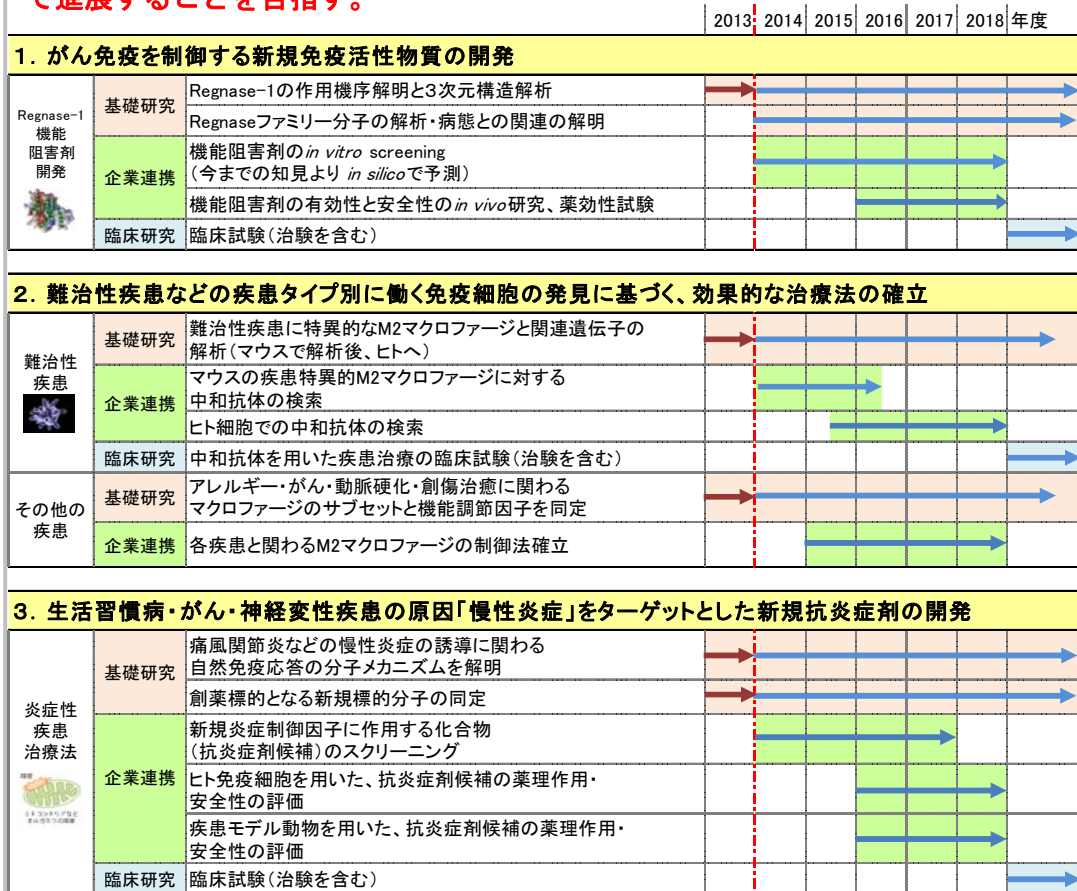 で進展することを目指す。
2013 2014 2015 2016 2017 2018 年度
1. がん免疫を制御する新規免疫活性物質の開発
Regnase-1
機能
阻害剤
開発
基礎研究
Regnase-1の作用機序解明と3次元構造解析
Regnaseファミリー分子の解析・病態との関連の解明
企業連携
機能阻害剤のin vitro screening
(今までの知見より in silicoで予測)
機能阻害剤の有効性と安全性のin vivo研究、薬効性試験
臨床研究 臨床試験(治験を含む)
2. 難治性疾患などの疾患タイプ別に働く免疫細胞の発見に基づく、効果的な治療法の確立
難治性
疾患
基礎研究
難治性疾患に特異的なM2マクロファージと関連遺伝子の
解析(マウスで解析後、ヒトへ)
企業連携
マウスの疾患特異的M2マクロファージに対する
中和抗体の検索
ヒト細胞での中和抗体の検索
臨床研究 中和抗体を用いた疾患治療の臨床試験(治験を含む)
その他の
疾患
基礎研究
アレルギー・がん・動脈硬化・創傷治癒に関わる
マクロファージのサブセットと機能調節因子を同定
企業連携 各疾患と関わるM2マクロファージの制御法確立
3. 生活習慣病・がん・神経変性疾患の原因「慢性炎症」をターゲットとした新規抗炎症剤の開発
炎症性
疾患
治療法
基礎研究
痛風関節炎などの慢性炎症の誘導に関わる
自然免疫応答の分子メカニズムを解明
創薬標的となる新規標的分子の同定
企業連携
新規炎症制御因子に作用する化合物
(抗炎症剤候補)のスクリーニング
ヒト免疫細胞を用いた、抗炎症剤候補の薬理作用・
安全性の評価
疾患モデル動物を用いた、抗炎症剤候補の薬理作用・
安全性の評価
臨床研究 臨床試験(治験を含む)